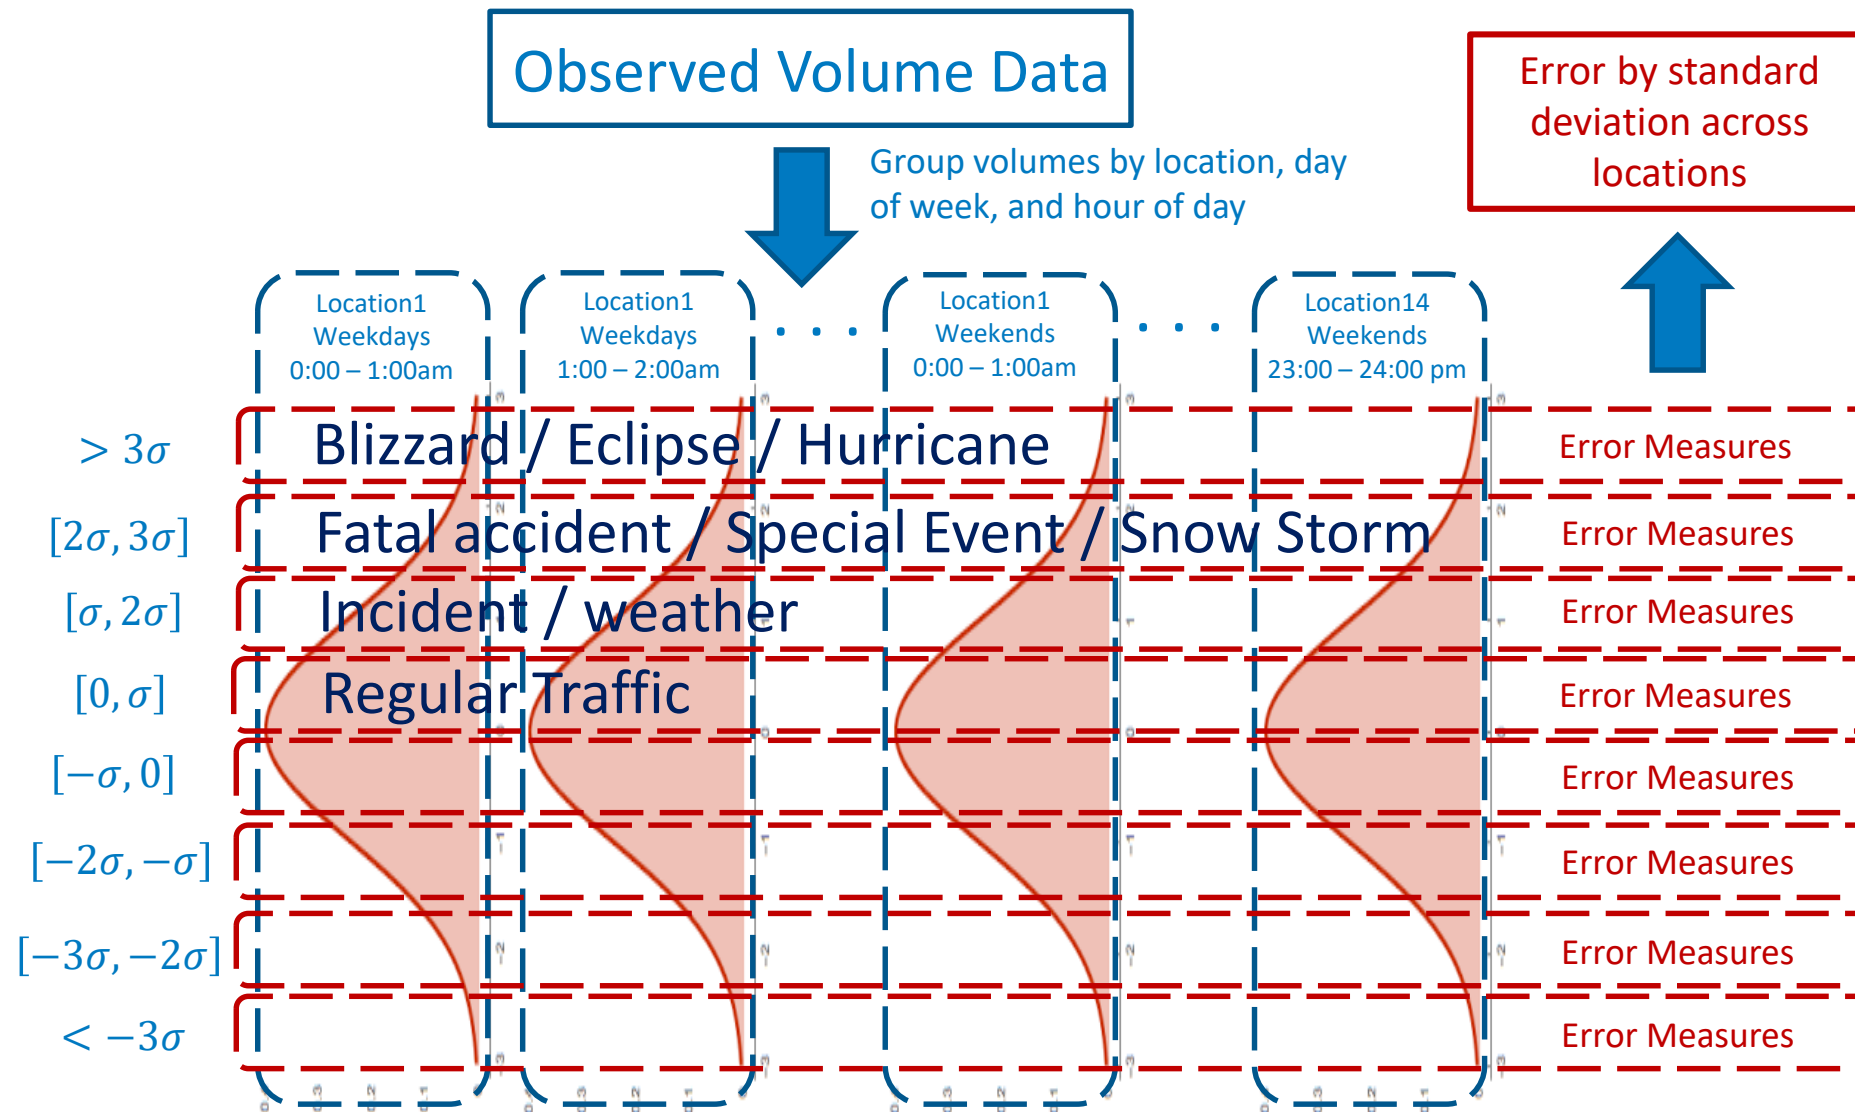 Observed Volume Data
Error by standard
deviation across
locations
Group volumes by location, day
of week, and hour of day
Location1
Weekdays
0:00 – 1:00am
Location1
Weekdays
1:00 – 2:00am
. . .
Location1
Weekends
0:00 – 1:00am
. . .
Location14
Weekends
23:00 – 24:00 pm
> 3σ
Blizzard / Eclipse / Hurricane
Error Measures
[2σ, 3σ]
Fatal accident / Special Event / Snow Storm
Error Measures
[σ, 2σ]
Incident / weather
Error Measures
[0, σ]
Regular Traffic
Error Measures
[−σ, 0]
Error Measures
[−2σ, −σ]
Error Measures
[−3σ, −2σ]
Error Measures
< −3σ
Error Measures